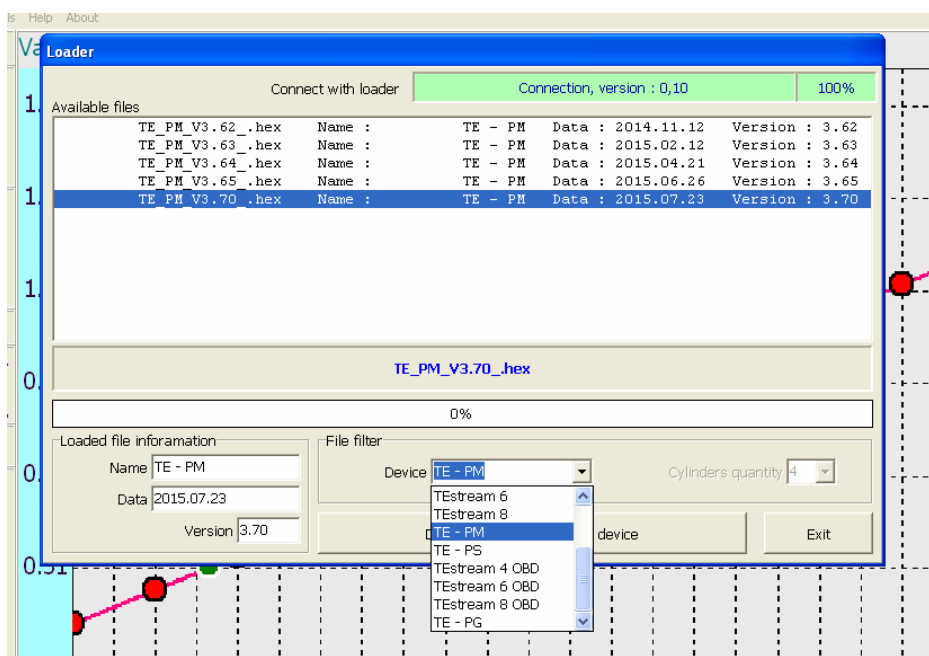 Help About
Loader
Connect with loader
Connection, version : 0,10
100%
Available files
TE_PM_V3.62_.hex Name : TE - PM Data : 2014.11.12 Version : 3.62
TE_PM_V3.63_.hex Name : TE - PM Data : 2015.02.12 Version : 3.63
TE_PM_V3.64_.hex Name : TE - PM Data : 2015.04.21 Version : 3.64
TE_PM_V3.65_.hex Name : TE - PM Data : 2015.06.26 Version : 3.65
TE_PM_V3.70_.hex Name : TE - PM Data : 2015.07.23 Version : 3.70
TE_PM_V3.70_.hex
0%
Loaded file inforamation
Name TE - PM
Data 2015.07.23
Version 3.70
File filter
Device TE - PM
Cylinders quantity 4
TEstream 6
TEstream 8
TE - PM
TE - PS
TEstream 4 OBD
TEstream 6 OBD
TEstream 8 OBD
TE - PG
device
Exit